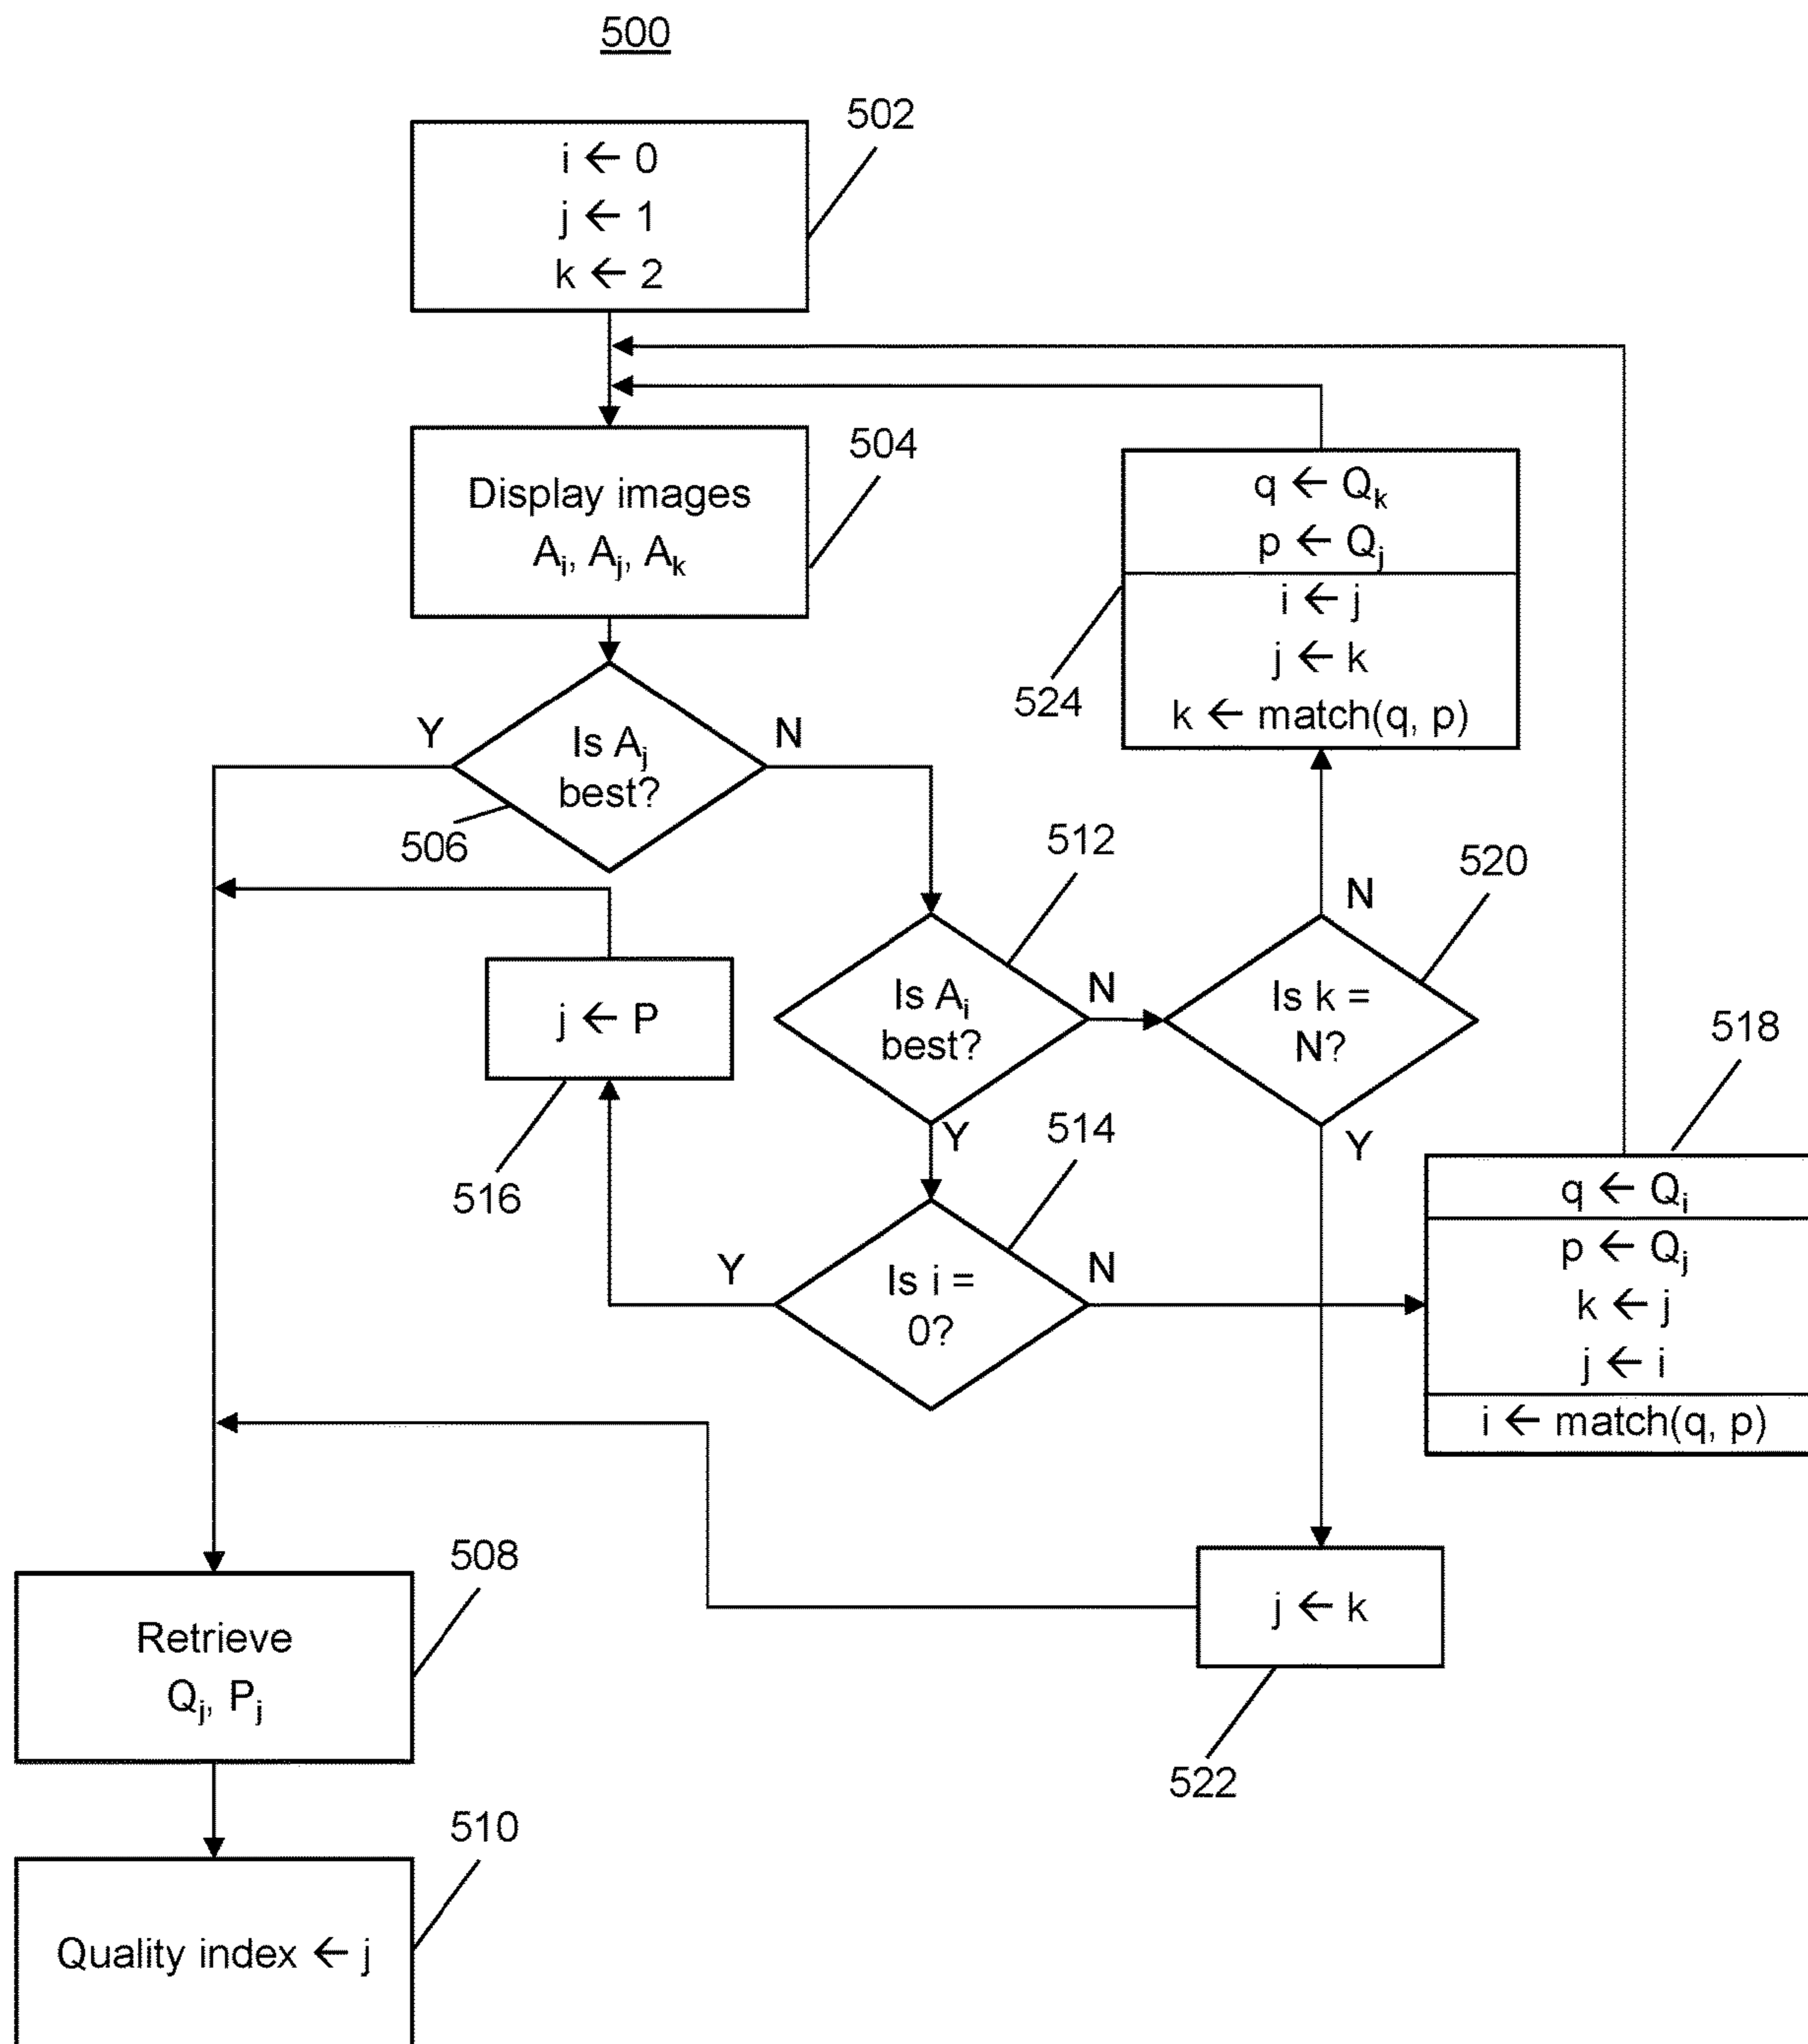 500
502
i ← 0
j ← 1
k ← 2
504
Display images
Aᵢ, Aⱼ, Aₖ
q ← Qₖ
p ← Qⱼ
i ← j
j ← k
k ← match(q, p)
524
Y
N
Is Aⱼ
best?
506
512
520
N
Is Aᵢ
best?
N
Is k =
N?
j ← P
518
516
Y
514
Y
q ← Qᵢ
p ← Qⱼ
k ← j
j ← i
i ← match(q, p)
Y
N
Is i =
0?
508
Retrieve
Qⱼ, Pⱼ
j ← k
522
510
Quality index ← j